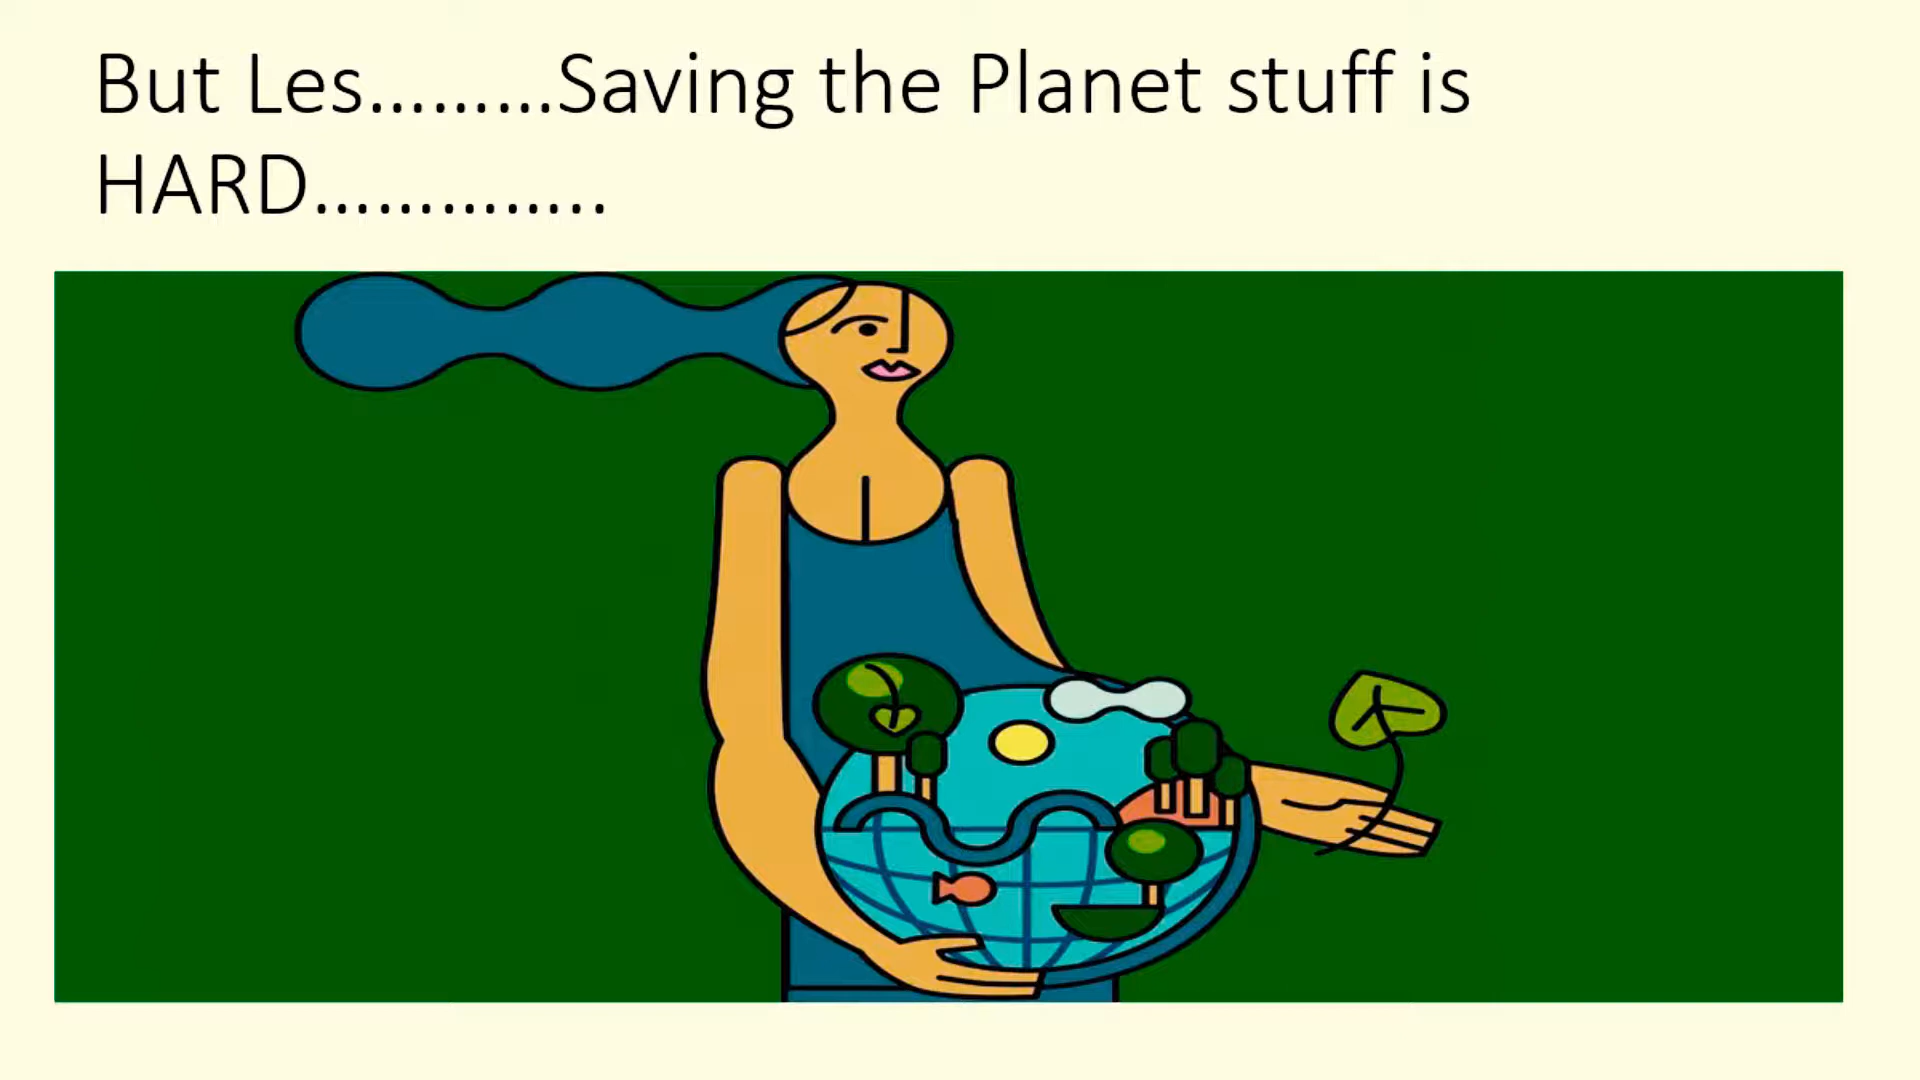 But Les………Saving the Planet stuff is
HARD…………..